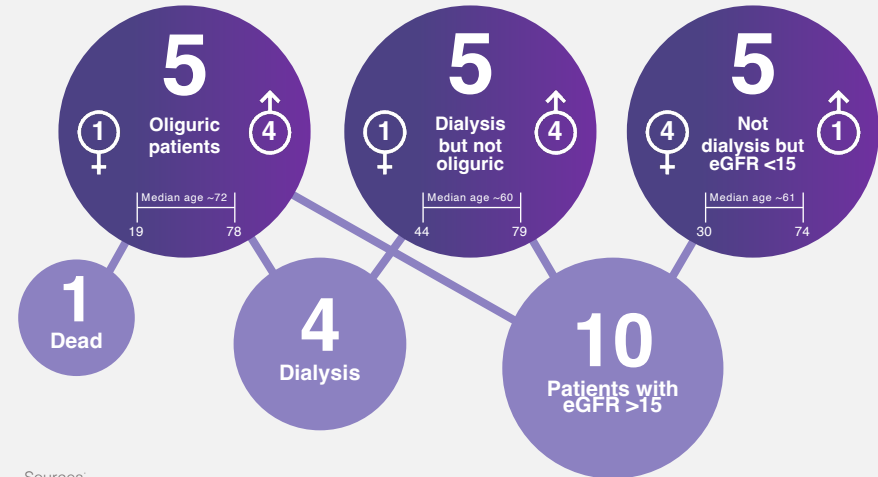 5
Oliguric
patients
1
4
Median age ~72
19
78
5
Dialysis
but not
oliguric
1
4
Median age ~60
44
79
5
Not
dialysis but
eGFR <15
4
1
Median age ~61
30
74
1
Dead
4
Dialysis
10
Patients with
eGFR >15
Sources: